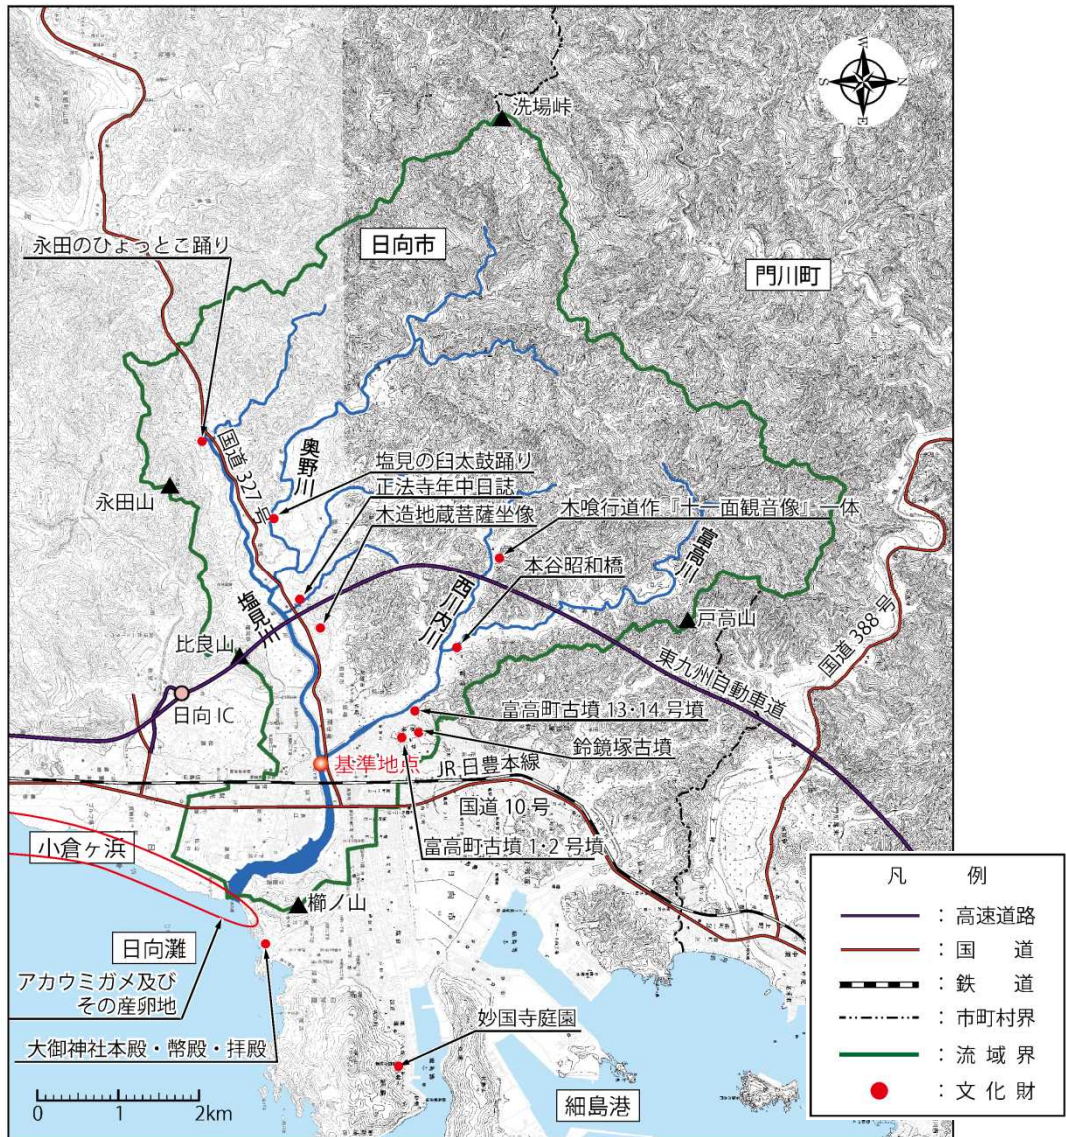 W
S
N
E
洗場峠
永田のひょっとこ踊り
日向市
門川町
国道327号
奥野川
塩見の臼太鼓踊り
正法寺年中日誌
木造地蔵菩薩坐像
永田山
木喰行道作『十一面観音像』一体
本谷昭和橋
富高川
西川内川
塩見川
戸高山
国道388号
比良山
東九州自動車道
日向IC
富高町古墳13・14号墳
鈴鏡塚古墳
基準地点
JR日豊本線
国道10号
富高町古墳1・2号墳
小倉ヶ浜
櫛ノ山
日向灘
アカウミガメ及び
その産卵地
大御神社本殿・幣殿・拝殿
妙国寺庭園
細島港
0 1 2km
凡 例
：高速道路
：国 道
：鉄 道
：市町村界
：流域界
：文化財